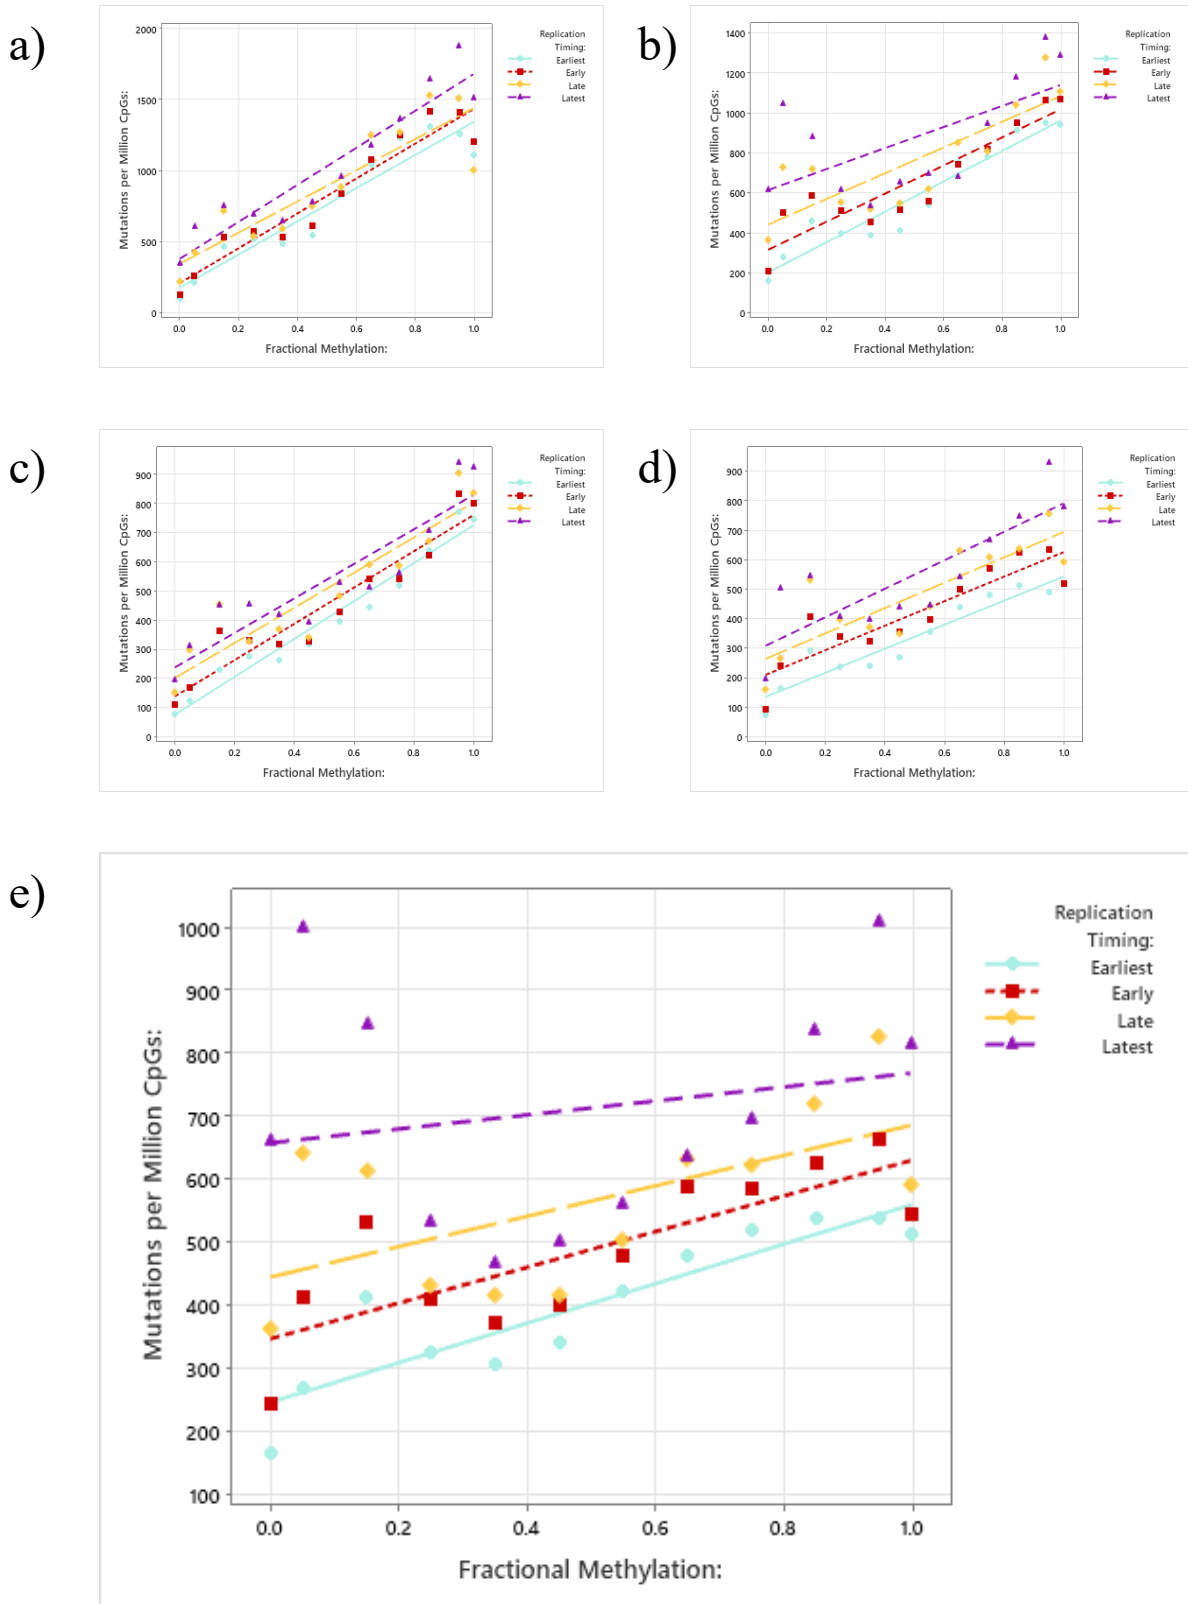 a)
Mutations per Million CpGs:
2000
1500
1000
500
0
0.0 0.2 0.4 0.6 0.8 1.0
Fractional Methylation:
Replication
Timing:
Earliest
Early
Late
Latest
b)
Mutations per Million CpGs:
1400
1200
1000
800
600
400
200
0
0.0 0.2 0.4 0.6 0.8 1.0
Fractional Methylation:
Replication
Timing:
Earliest
Early
Late
Latest
c)
Mutations per Million CpGs:
900
800
700
600
500
400
300
200
100
0
0.0 0.2 0.4 0.6 0.8 1.0
Fractional Methylation:
Replication
Timing:
Earliest
Early
Late
Latest
d)
Mutations per Million CpGs:
900
800
700
600
500
400
300
200
100
0
0.0 0.2 0.4 0.6 0.8 1.0
Fractional Methylation:
Replication
Timing:
Earliest
Early
Late
Latest
e)
Mutations per Million CpGs:
1000
900
800
700
600
500
400
300
200
100
0.0 0.2 0.4 0.6 0.8 1.0
Fractional Methylation:
Replication
Timing:
Earliest
Early
Late
Latest